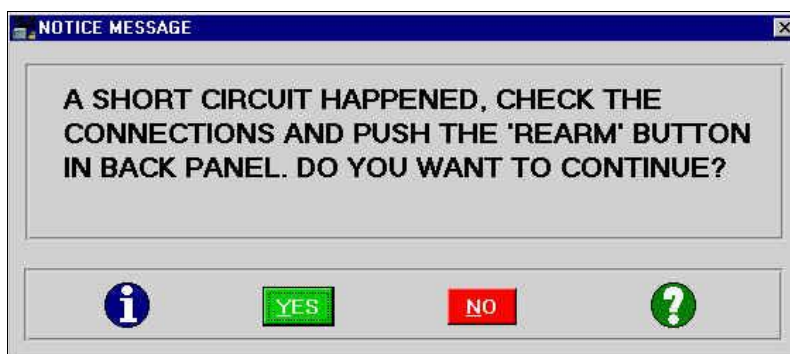 NOTICE MESSAGE
A SHORT CIRCUIT HAPPENED, CHECK THE
CONNECTIONS AND PUSH THE 'REARM' BUTTON
IN BACK PANEL. DO YOU WANT TO CONTINUE?
i YES NO ?